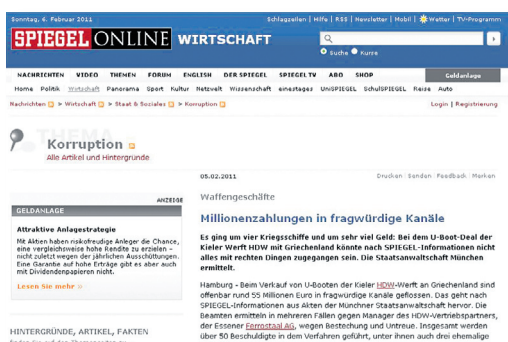 Sonntag, 6. Februar 2011
Schlagzeilen | Hilfe | RSS | Newsletter | Mobil | Wetter | TV-Programm
SPIEGEL ONLINE WIRTSCHAFT
Suche Kurse
NACHRICHTEN VIDEO THEMEN FORUM ENGLISH DER SPIEGEL SPIEGEL TV ABO SHOP Geldanlage
Home Politik Wirtschaft Panorama Sport Kultur Netzwelt Wissenschaft einestages UniSPIEGEL SchulSPIEGEL Reise Auto
Nachrichten > Wirtschaft > Staat & Soziales > Korruption Login | Registrierung
THEMA
Korruption
Alle Artikel und Hintergründe
05.02.2011 Drucken | Senden | Feedback | Merken
ANZEIGE
GELDANLAGE
Attraktive Anlagestrategie
Mit Aktien haben risikofreudige Anleger die Chance,
eine vergleichsweise hohe Rendite zu erzielen –
nicht zuletzt wegen der jährlichen Ausschüttungen.
Eine Garantie auf hohe Erträge gibt es aber auch
mit Dividendenpapieren nicht.
Lesen Sie mehr »
HINTERGRÜNDE, ARTIKEL, FAKTEN
Waffengeschäfte
Millionenzahlungen in fragwürdige Kanäle
Es ging um vier Kriegsschiffe und um sehr viel Geld: Bei dem U-Boot-Deal der
Kieler Werft HDW mit Griechenland könnte nach SPIEGEL-Informationen nicht
alles mit rechten Dingen zugegangen sein. Die Staatsanwaltschaft München
ermittelt.
Hamburg - Beim Verkauf von U-Booten der Kieler HDW-Werft an Griechenland sind
offenbar rund 55 Millionen Euro in fragwürdige Kanäle geflossen. Das geht nach
SPIEGEL-Informationen aus Akten der Münchner Staatsanwaltschaft hervor. Die
Beamten ermitteln in mehreren Fällen gegen Manager des HDW-Vertriebspartners,
der Essener Ferrostaal AG, wegen Bestechung und Untreue. Insgesamt werden
über 50 Beschuldigte in dem Verfahren geführt, unter ihnen auch drei ehemalige